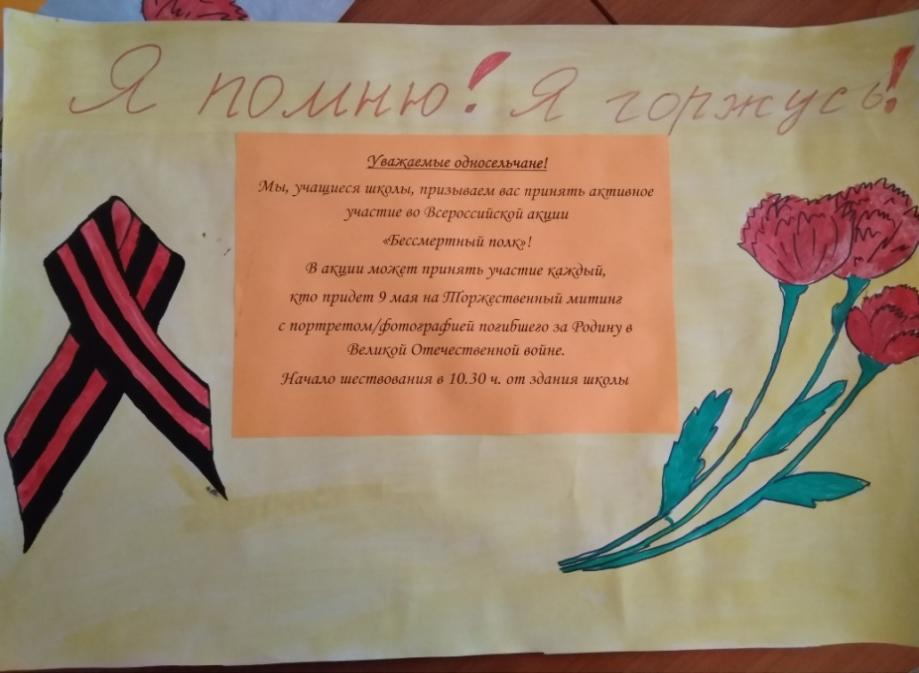 Я помню! Я горжусь!
Уважаемые односельчане!
Мы, учащиеся школы, призываем вас принять активное
участие во Всероссийской акции
«Бессмертный полк»!
В акции может принять участие каждый,
кто придет 9 мая на Торжественный митинг
с портретом/фотографией погибшего за Родину в
Великой Отечественной войне.
Начало шествования в 10.30 ч. от здания школы